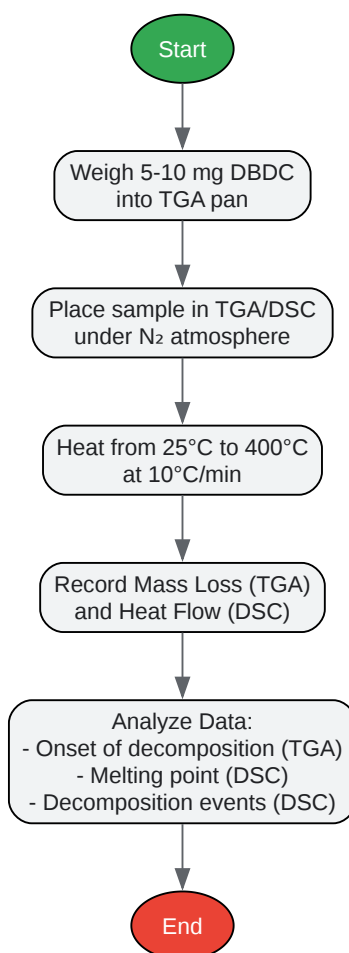 Start
Weigh 5-10 mg DBDC
into TGA pan
Place sample in TGA/DSC
under N₂ atmosphere
Heat from 25°C to 400°C
at 10°C/min
Record Mass Loss (TGA)
and Heat Flow (DSC)
Analyze Data:
- Onset of decomposition (TGA)
- Melting point (DSC)
- Decomposition events (DSC)
End